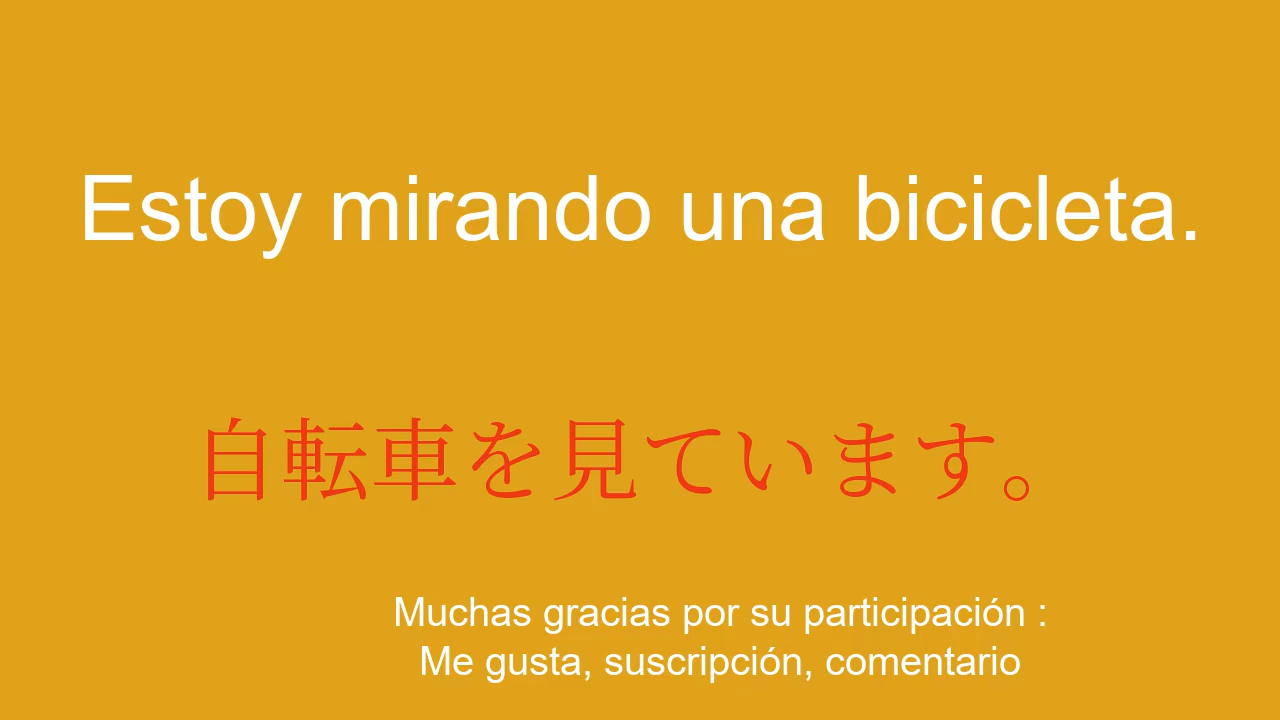 Estoy mirando una bicicleta.
自転車を見ています。
Muchas gracias por su participación :
Me gusta, suscripción, comentario